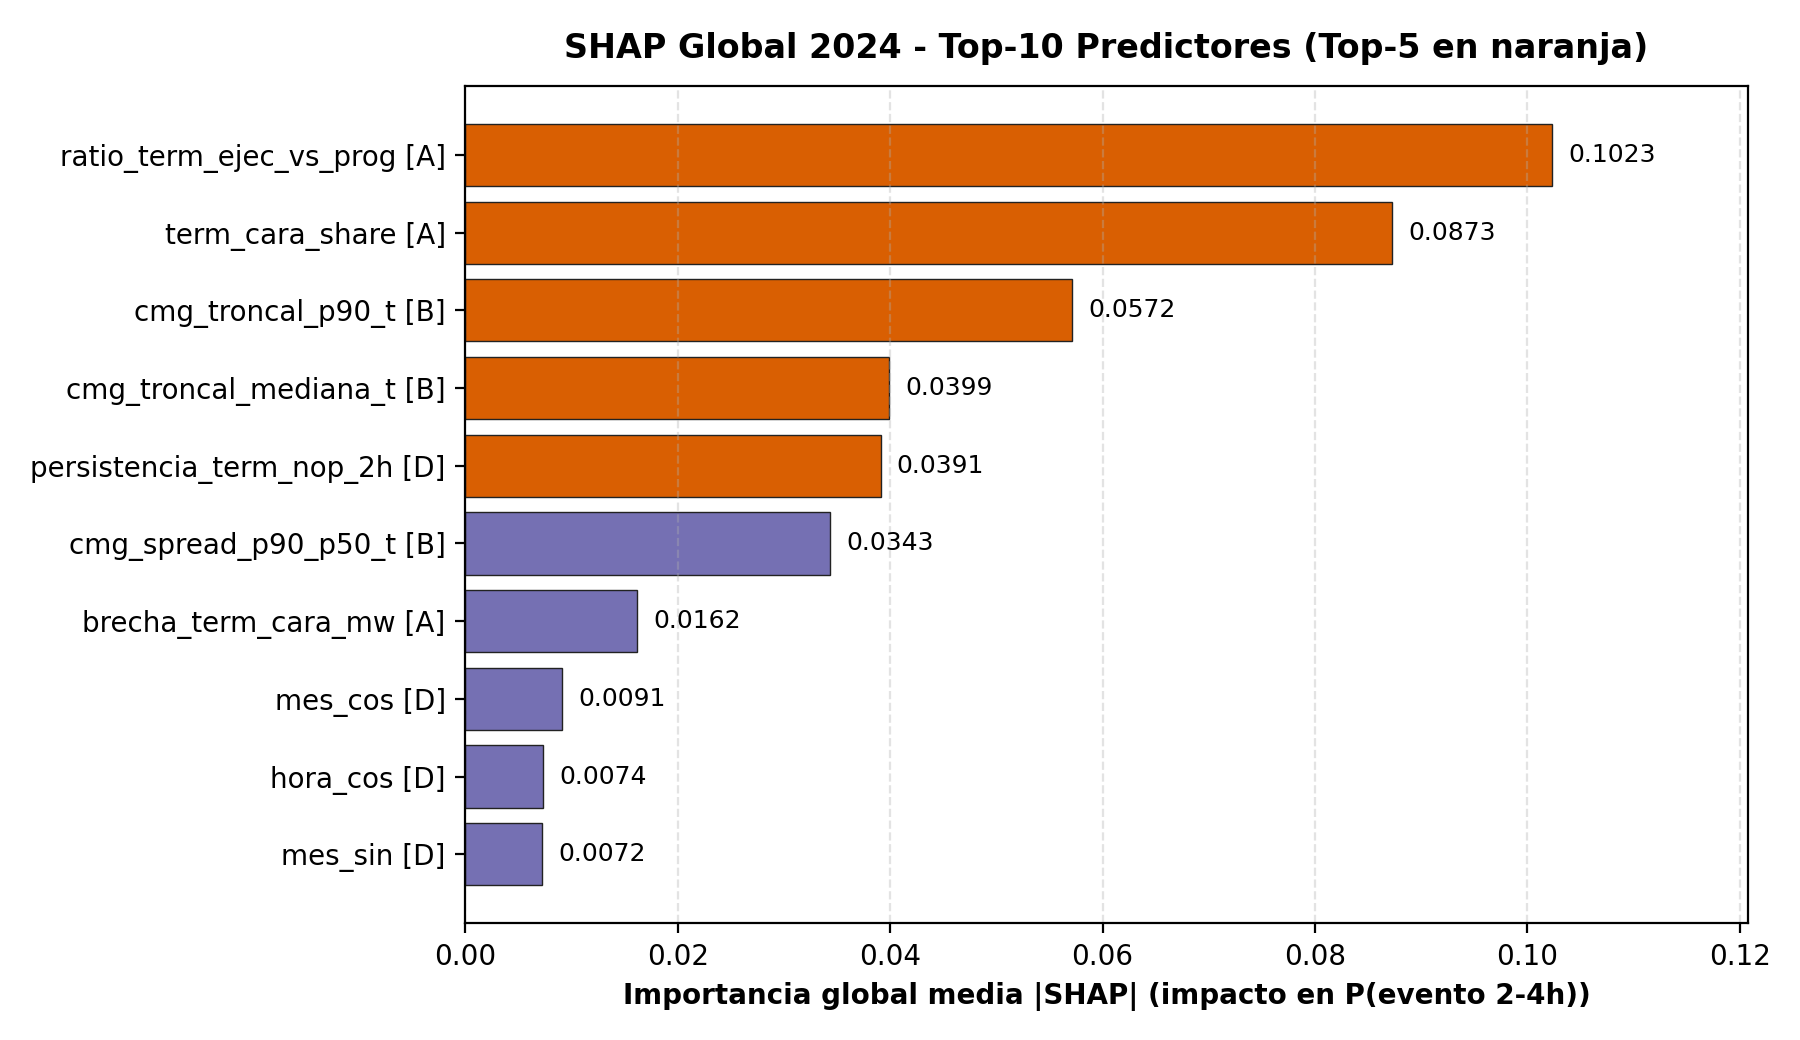 SHAP Global 2024 - Top-10 Predictores (Top-5 en naranja)
ratio_term_ejec_vs_prog [A] 0.1023
term_cara_share [A] 0.0873
cmg_troncal_p90_t [B] 0.0572
cmg_troncal_mediana_t [B] 0.0399
persistencia_term_nop_2h [D] 0.0391
cmg_spread_p90_p50_t [B] 0.0343
brecha_term_cara_mw [A] 0.0162
mes_cos [D] 0.0091
hora_cos [D] 0.0074
mes_sin [D] 0.0072
0.00 0.02 0.04 0.06 0.08 0.10 0.12
Importancia global media |SHAP| (impacto en P(evento 2-4h))